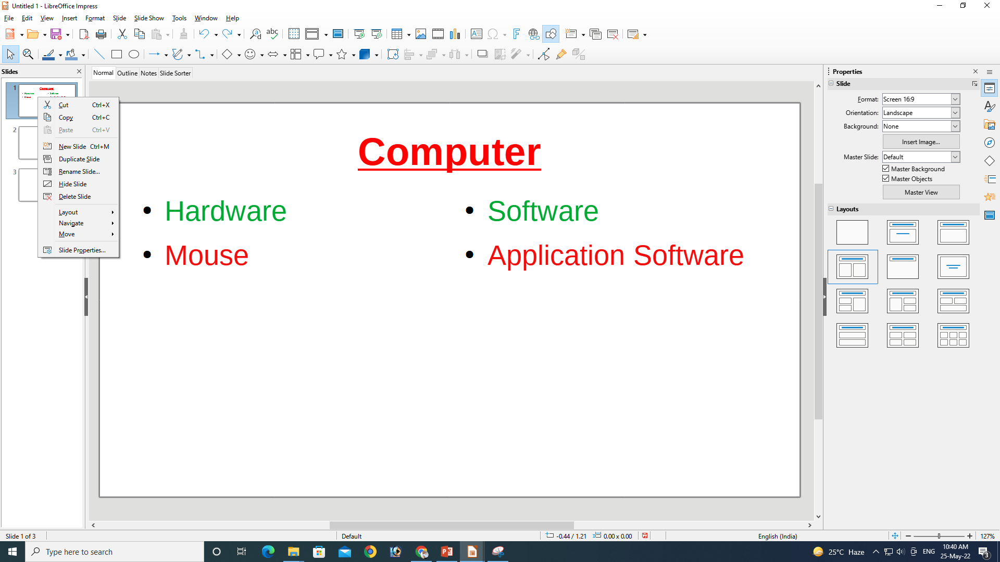 Untitled 1 - LibreOffice Impress
File Edit View Insert Format Slide Slide Show Tools Window Help
Slides
Normal Outline Notes Slide Sorter
1
2
3
Cut Ctrl+X
Copy Ctrl+C
Paste Ctrl+V
New Slide Ctrl+M
Duplicate Slide
Rename Slide...
Hide Slide
Delete Slide
Layout
Navigate
Move
Slide Properties...
Computer
Hardware
Mouse
Software
Application Software
Properties
Slide
Format: Screen 16:9
Orientation: Landscape
Background: None
Insert Image...
Master Slide: Default
Master Background
Master Objects
Master View
Layouts
Slide 1 of 3 Default -0.44 / 1.21 0.00 x 0.00 English (India) 127%
Type here to search
25°C Haze ENG 10:40 AM
25-May-22
3